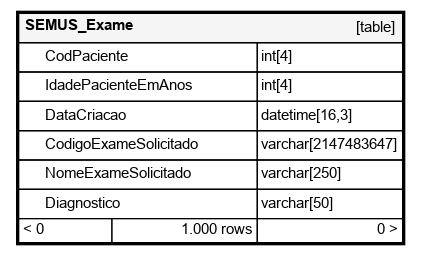 SEMUS_Exame [table]
CodPaciente int[4]
IdadePacienteEmAnos int[4]
DataCriacao datetime[16,3]
CodigoExameSolicitado varchar[2147483647]
NomeExameSolicitado varchar[250]
Diagnostico varchar[50]
< 0 1.000 rows 0 >